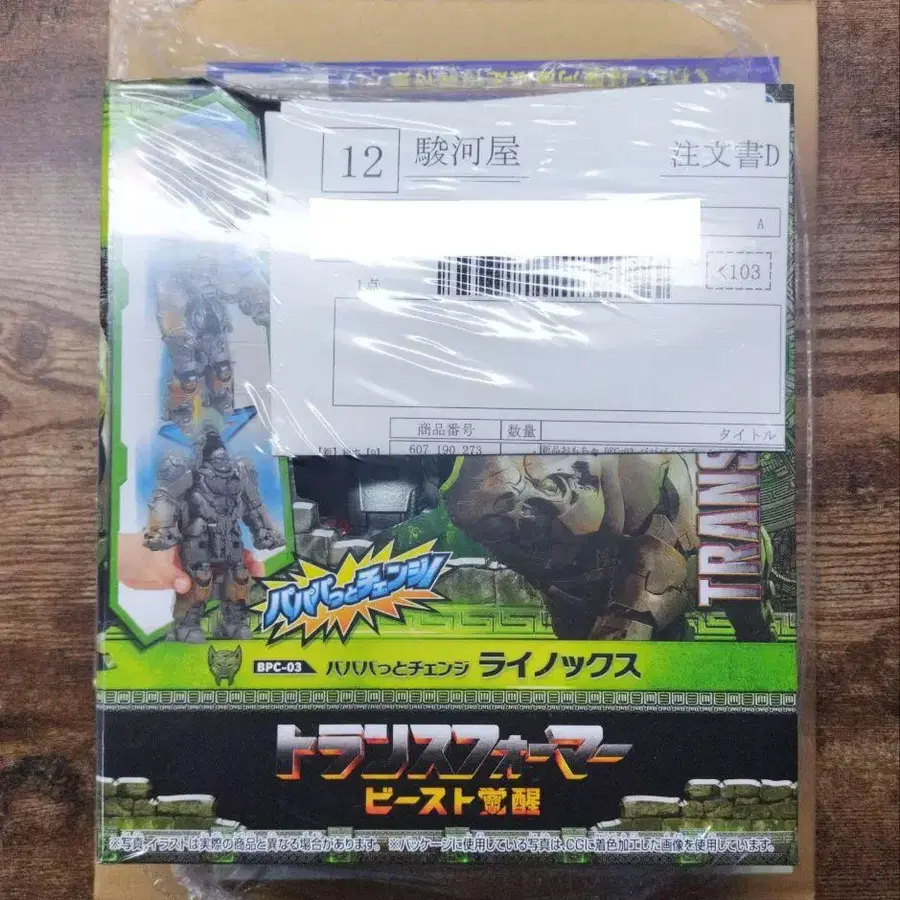 12
駿河屋
注文書D
A
1点
<103
商品番号
数量
タイトル
607 190 273
TRANS
パパパっとチェンジ!
BPC-03
パパパっとチェンジ ライノックス
トランスフォーマー
ビースト覚醒
※写真、イラストは実際の商品と異なる場合があります。 ※パッケージに使用している写真は、CGに着色加工した画像を使用しています。